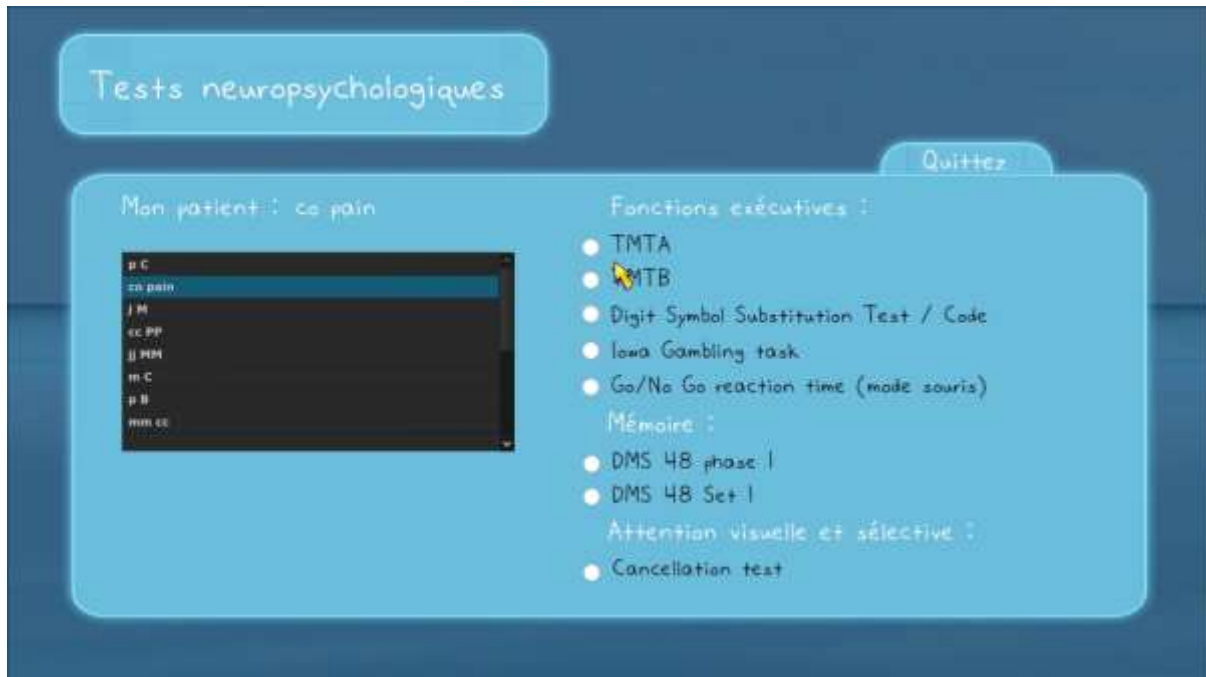 Tests neuropsychologiques
Quittez
Mon patient : co pain
p C
co pain
j M
cc PP
jj MM
m C
p B
mm cc
Fonctions exécutives :
TMTA
MTB
Digit Symbol Substitution Test / Code
Iowa Gambling task
Go/No Go reaction time (mode souris)
Mémoire :
DMS 48 phase 1
DMS 48 Set 1
Attention visuelle et sélective :
Cancellation test